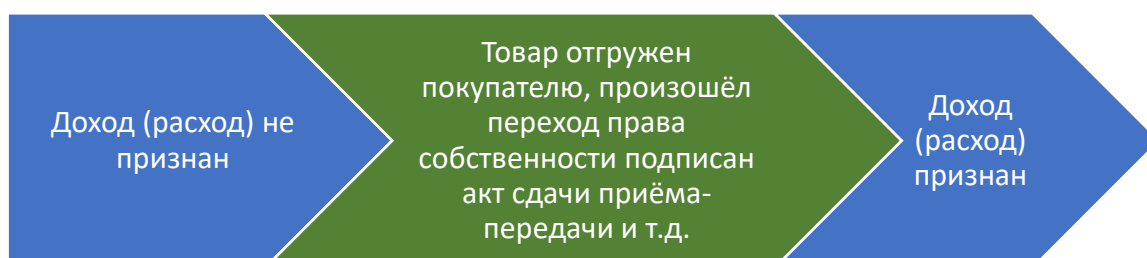 Доход (расход) не
признан
Товар отгружен
покупателю, произошёл
переход права
собственности подписан
акт сдачи приёма-
передачи и т.д.
Доход
(расход)
признан